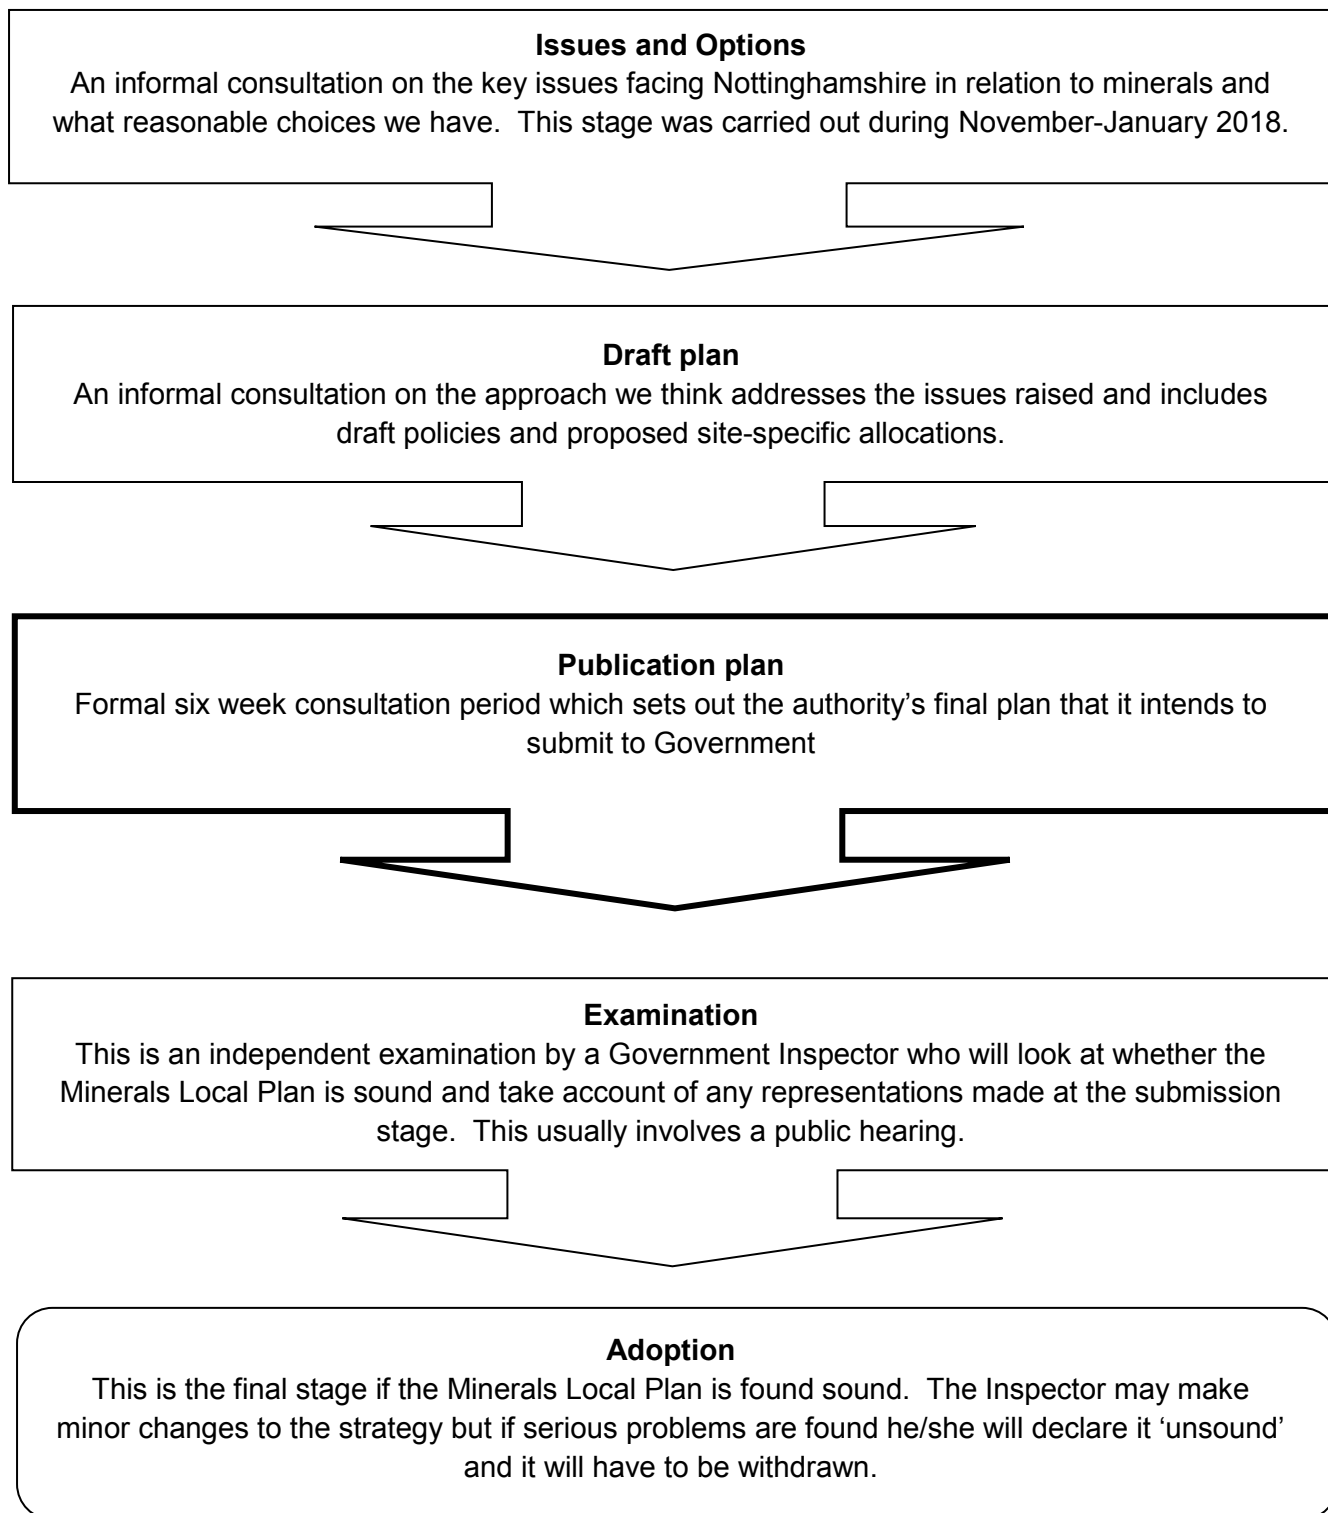 Issues and Options
An informal consultation on the key issues facing Nottinghamshire in relation to minerals and
what reasonable choices we have.  This stage was carried out during November-January 2018.
Draft plan
An informal consultation on the approach we think addresses the issues raised and includes
draft policies and proposed site-specific allocations.
Publication plan
Formal six week consultation period which sets out the authority’s final plan that it intends to
submit to Government
Examination
This is an independent examination by a Government Inspector who will look at whether the
Minerals Local Plan is sound and take account of any representations made at the submission
stage.  This usually involves a public hearing.
Adoption
This is the final stage if the Minerals Local Plan is found sound.  The Inspector may make
minor changes to the strategy but if serious problems are found he/she will declare it ‘unsound’
and it will have to be withdrawn.